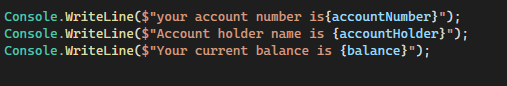 Console.WriteLine($"your account number is{accountNumber}");
Console.WriteLine($"Account holder name is {accountHolder}");
Console.WriteLine($"Your current balance is {balance}");